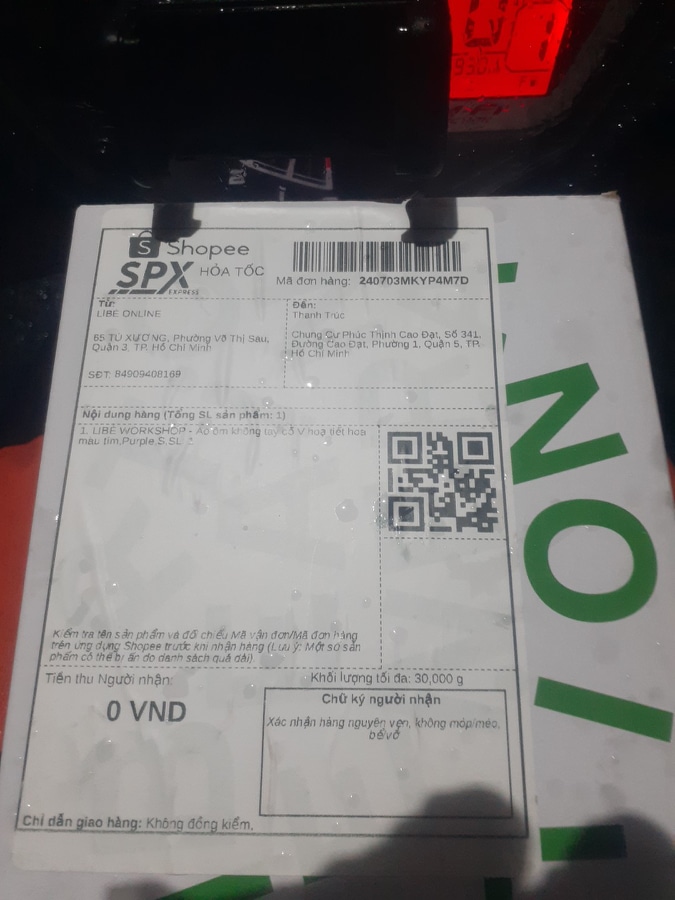 Shopee
SPX
EXPRESS
HỎA TỐC
Mã đơn hàng: 240703MKYP4M7D
Từ:
LIBE ONLINE
65 TÚ XƯƠNG, Phường Võ Thị Sáu,
Quận 3, TP. Hồ Chí Minh
SĐT: 84909408169
Đến:
Thanh Trúc
Chung Cư Phúc Thịnh Cao Đạt, Số 341,
Đường Cao Đạt, Phường 1, Quận 5, TP.
Hồ Chí Minh
Nội dung hàng (Tổng SL sản phẩm: 1)
1. LIBE WORKSHOP - Áo ôm không tay cổ V hoạ tiết hoa
màu tím,Purple,S,SL: 1
Kiểm tra tên sản phẩm và đối chiếu Mã vận đơn/Mã đơn hàng
trên ứng dụng Shopee trước khi nhận hàng (Lưu ý: Một số sản
phẩm có thể bị ẩn do danh sách quá dài)
Tiền thu Người nhận:
0 VND
Khối lượng tối đa: 30,000 g
Chữ ký người nhận
Xác nhận hàng nguyên vẹn, không móp/méo,
bể/vỡ
Chỉ dẫn giao hàng: Không đồng kiểm.
NO